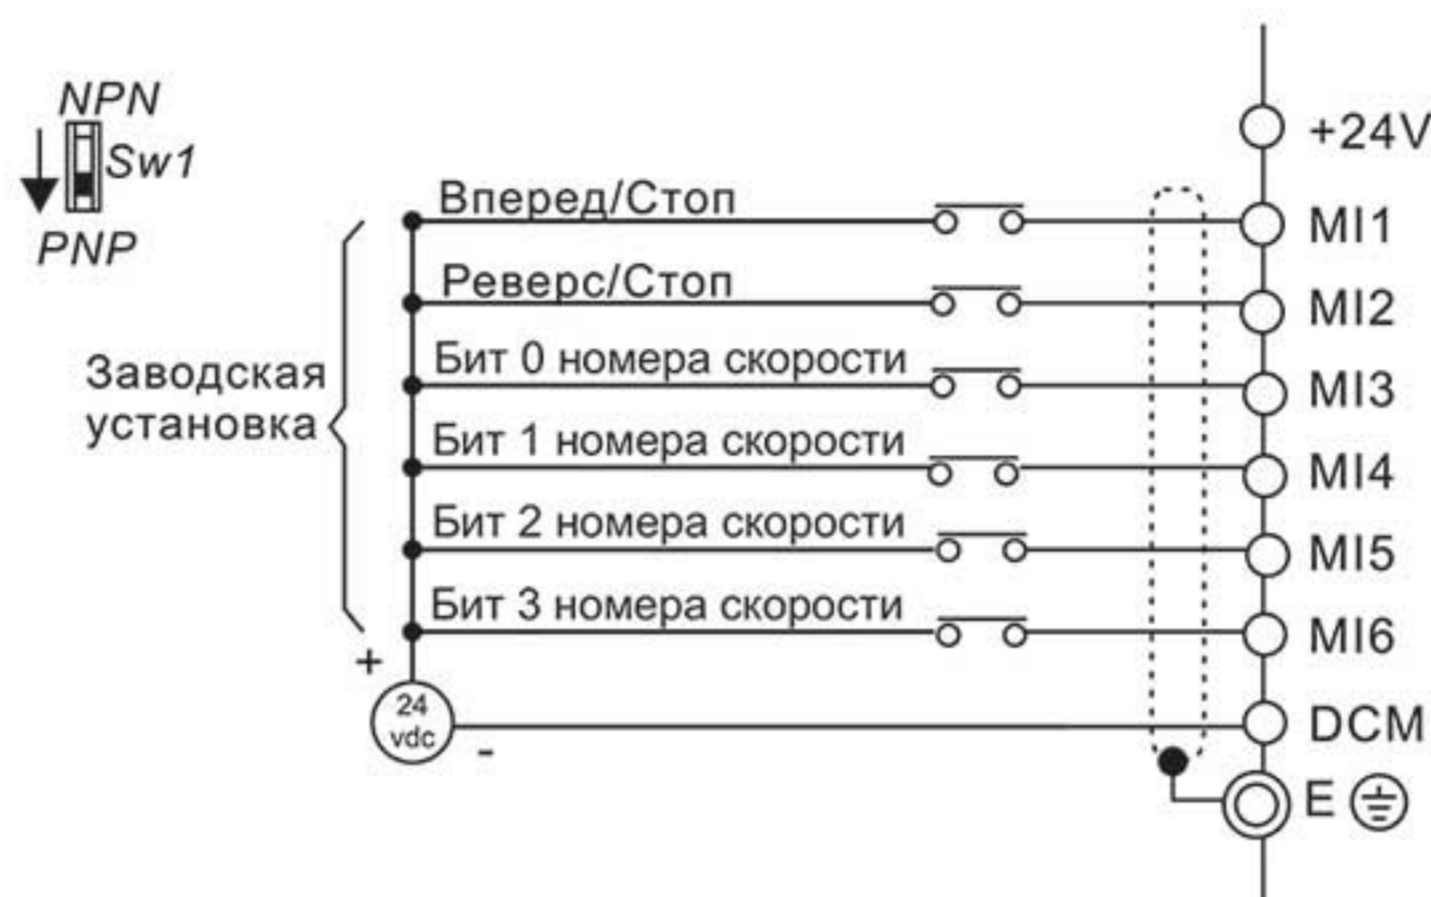 NPN
Sw1
PNP
+24V
Вперед/Стоп
MI1
Реверс/Стоп
MI2
Заводская
установка
Бит 0 номера скорости
MI3
Бит 1 номера скорости
MI4
Бит 2 номера скорости
MI5
Бит 3 номера скорости
MI6
+
24
vdc
-
DCM
E